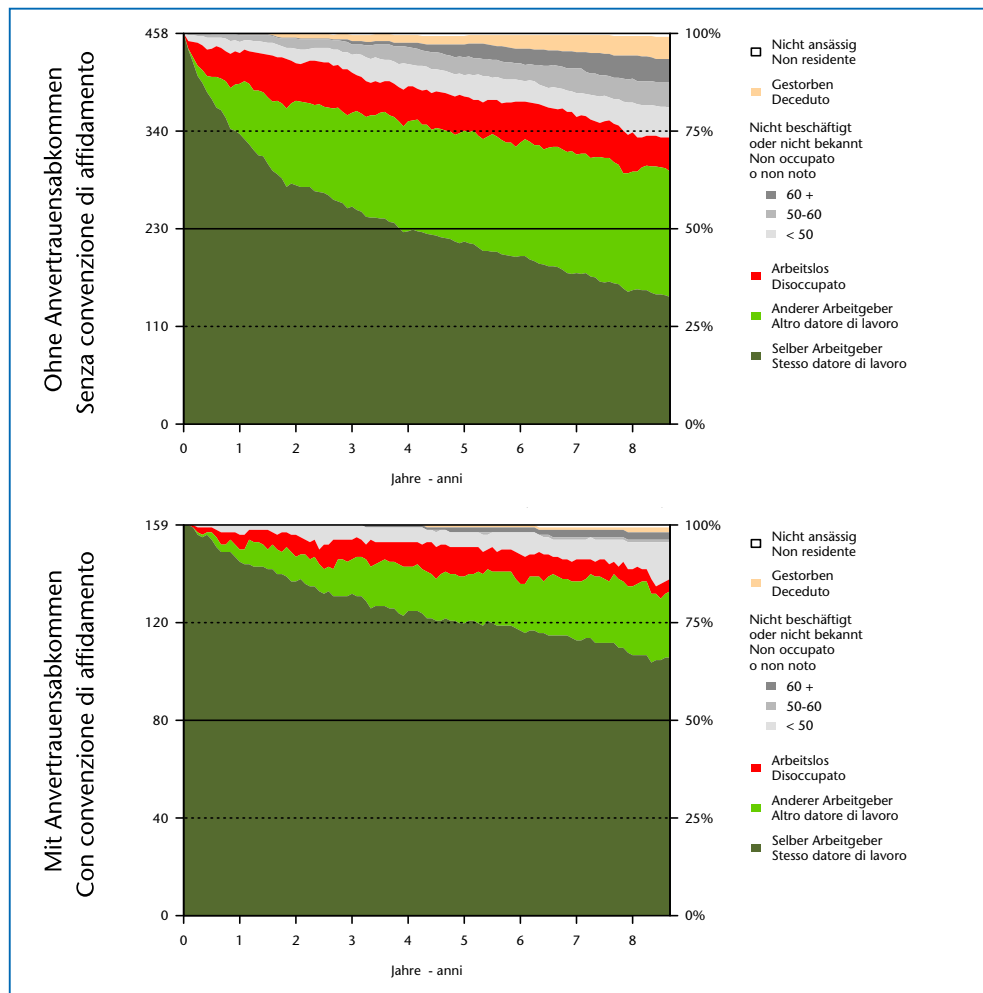 Ohne Anvertrauensabkommen
Senza convenzione di affidamento
458
340
230
110
0
100%
75%
50%
25%
0%
0 1 2 3 4 5 6 7 8
Jahre - anni
Nicht ansässig
Non residente
Gestorben
Deceduto
Nicht beschäftigt
oder nicht bekannt
Non occupato
o non noto
60 +
50-60
< 50
Arbeitslos
Disoccupato
Anderer Arbeitgeber
Altro datore di lavoro
Selber Arbeitgeber
Stesso datore di lavoro
Mit Anvertrauensabkommen
Con convenzione di affidamento
159
120
80
40
0
100%
75%
50%
25%
0%
0 1 2 3 4 5 6 7 8
Jahre - anni
Nicht ansässig
Non residente
Gestorben
Deceduto
Nicht beschäftigt
oder nicht bekannt
Non occupato
o non noto
60 +
50-60
< 50
Arbeitslos
Disoccupato
Anderer Arbeitgeber
Altro datore di lavoro
Selber Arbeitgeber
Stesso datore di lavoro